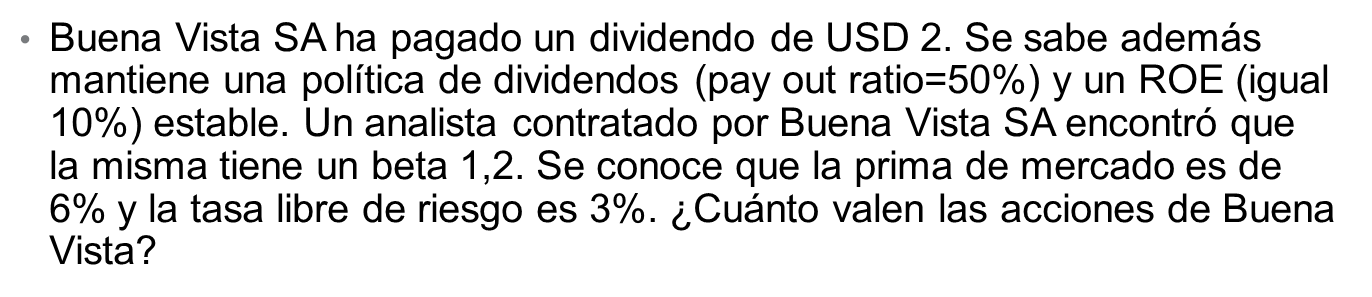 • Buena Vista SA ha pagado un dividendo de USD 2. Se sabe además
mantiene una política de dividendos (pay out ratio=50%) y un ROE (igual
10%) estable. Un analista contratado por Buena Vista SA encontró que
la misma tiene un beta 1,2. Se conoce que la prima de mercado es de
6% y la tasa libre de riesgo es 3%. ¿Cuánto valen las acciones de Buena
Vista?